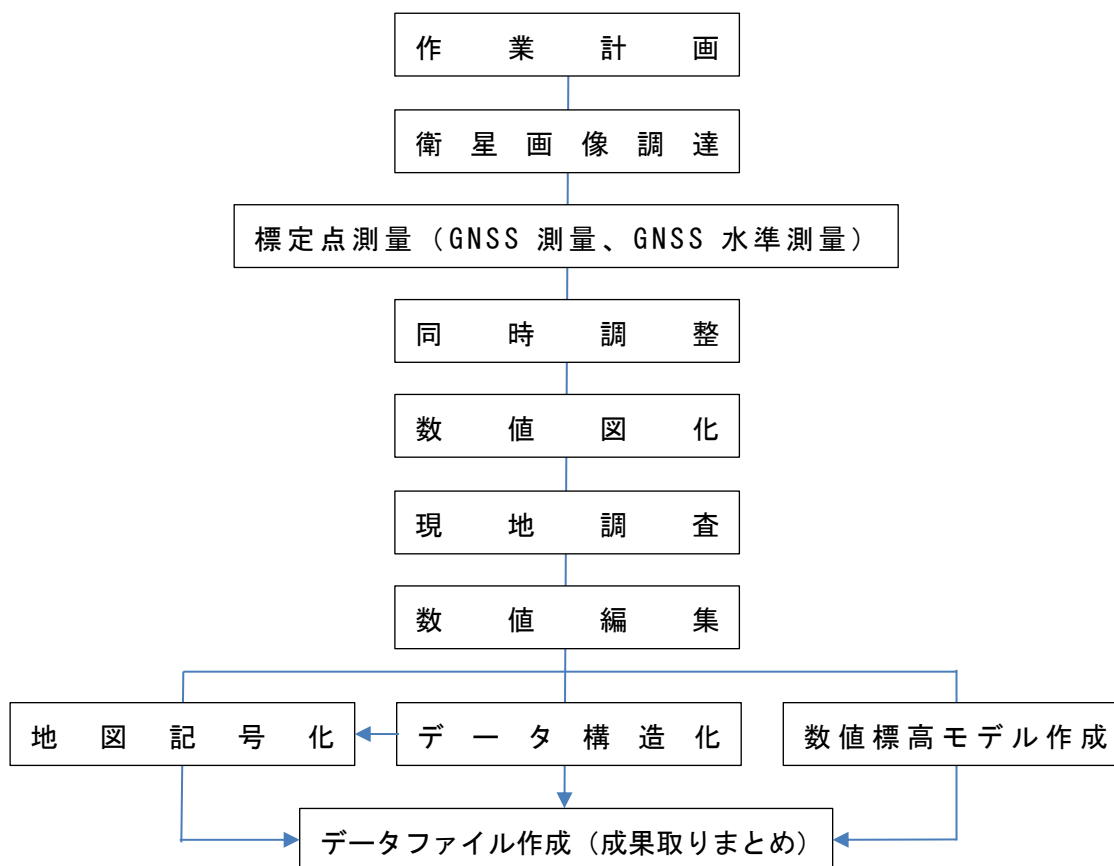 作業計画
衛星画像調達
標定点測量（GNSS 測量、GNSS 水準測量）
同時調整
数値図化
現地調査
数値編集
地図記号化
データ構造化
数値標高モデル作成
データファイル作成（成果取りまとめ）